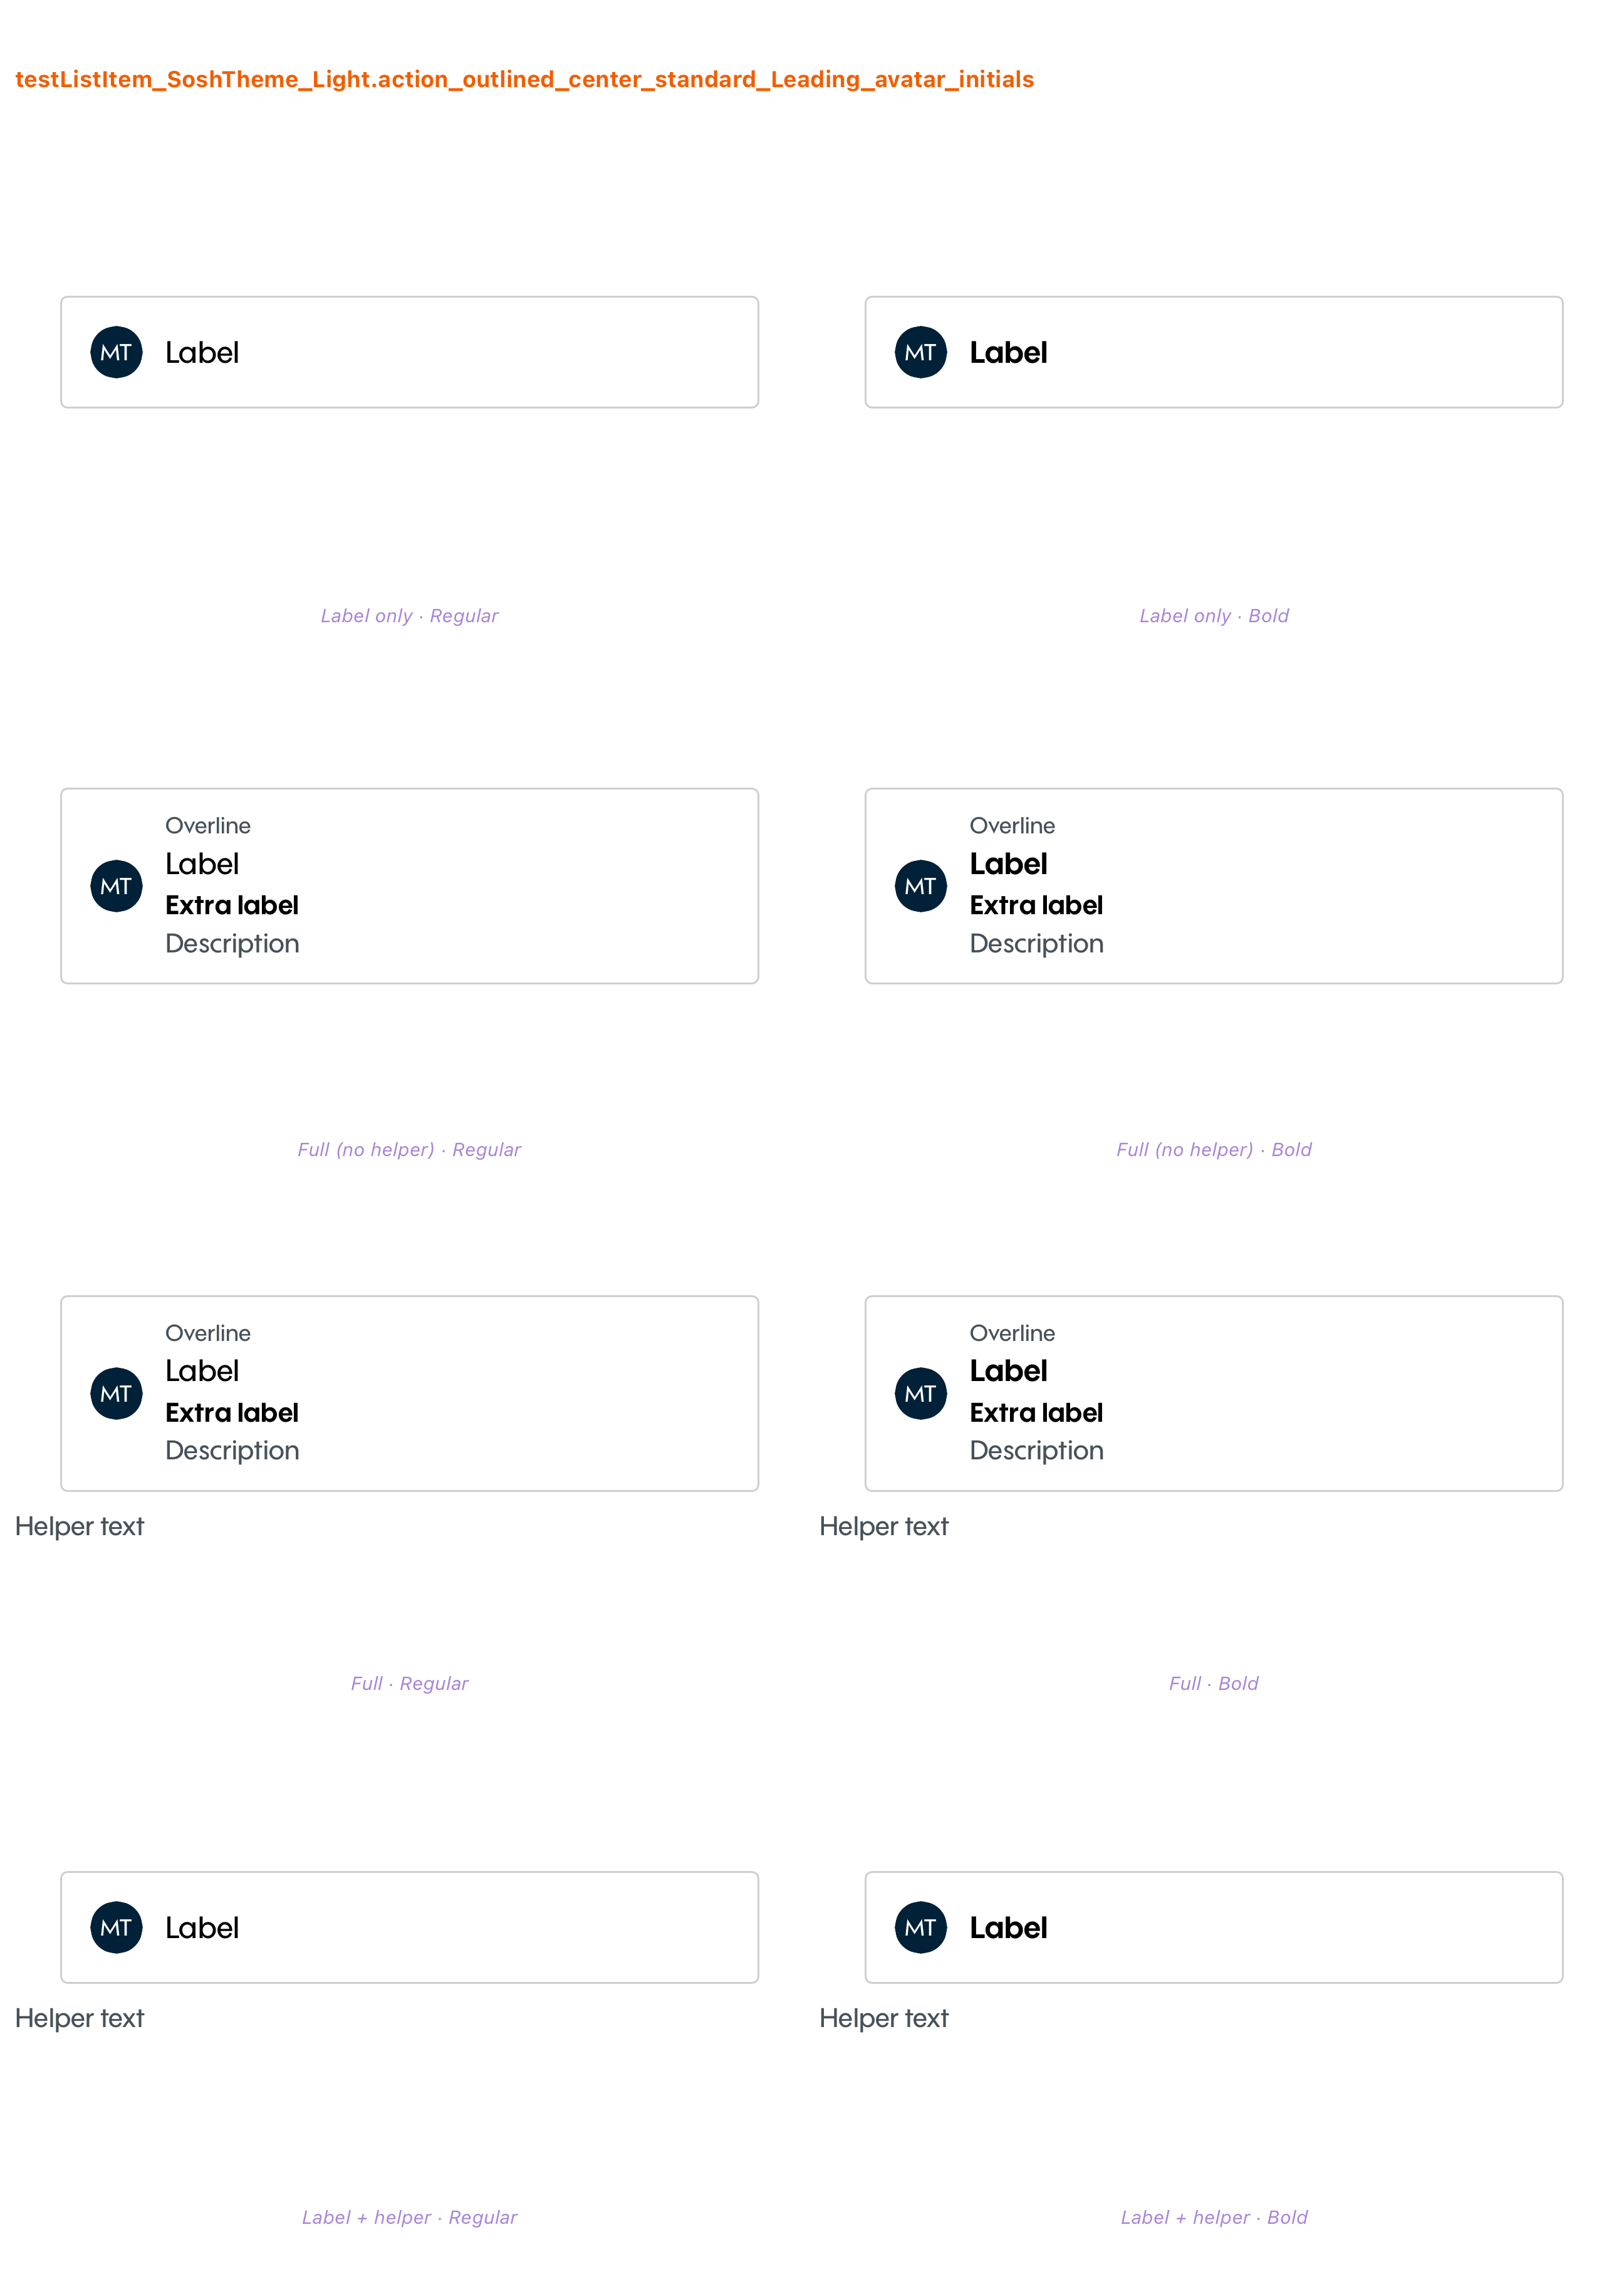 testListItem_SoshTheme_Light.action_outlined_center_standard_Leading_avatar_initials
MT Label
MT Label
Label only · Regular
Label only · Bold
Overline
Label
MT
Extra label
Description
Overline
Label
MT
Extra label
Description
Full (no helper) · Regular
Full (no helper) · Bold
Overline
Label
MT
Extra label
Description
Helper text
Overline
Label
MT
Extra label
Description
Helper text
Full · Regular
Full · Bold
MT Label
Helper text
MT Label
Helper text
Label + helper · Regular
Label + helper · Bold